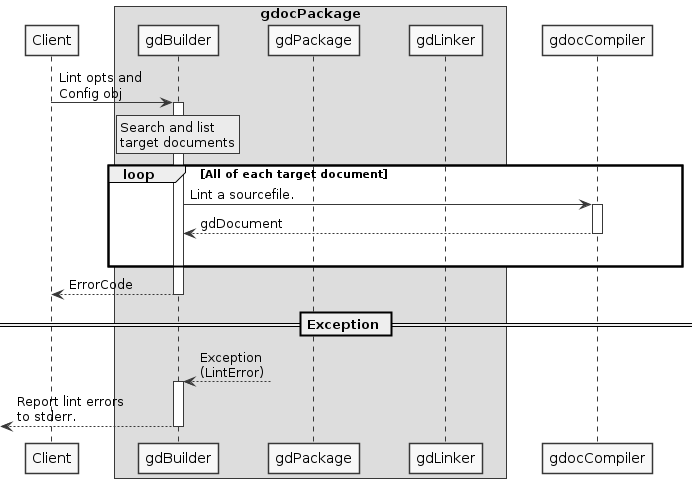 gdocPackage
Client
gdBuilder
gdPackage
gdLinker
gdocCompiler
Lint opts and
Config obj
Search and list
target documents
loop
[All of each target document]
Lint a sourcefile.
gdDocument
ErrorCode
Exception
Exception
(LintError)
Report lint errors
to stderr.
Client
gdBuilder
gdPackage
gdLinker
gdocCompiler